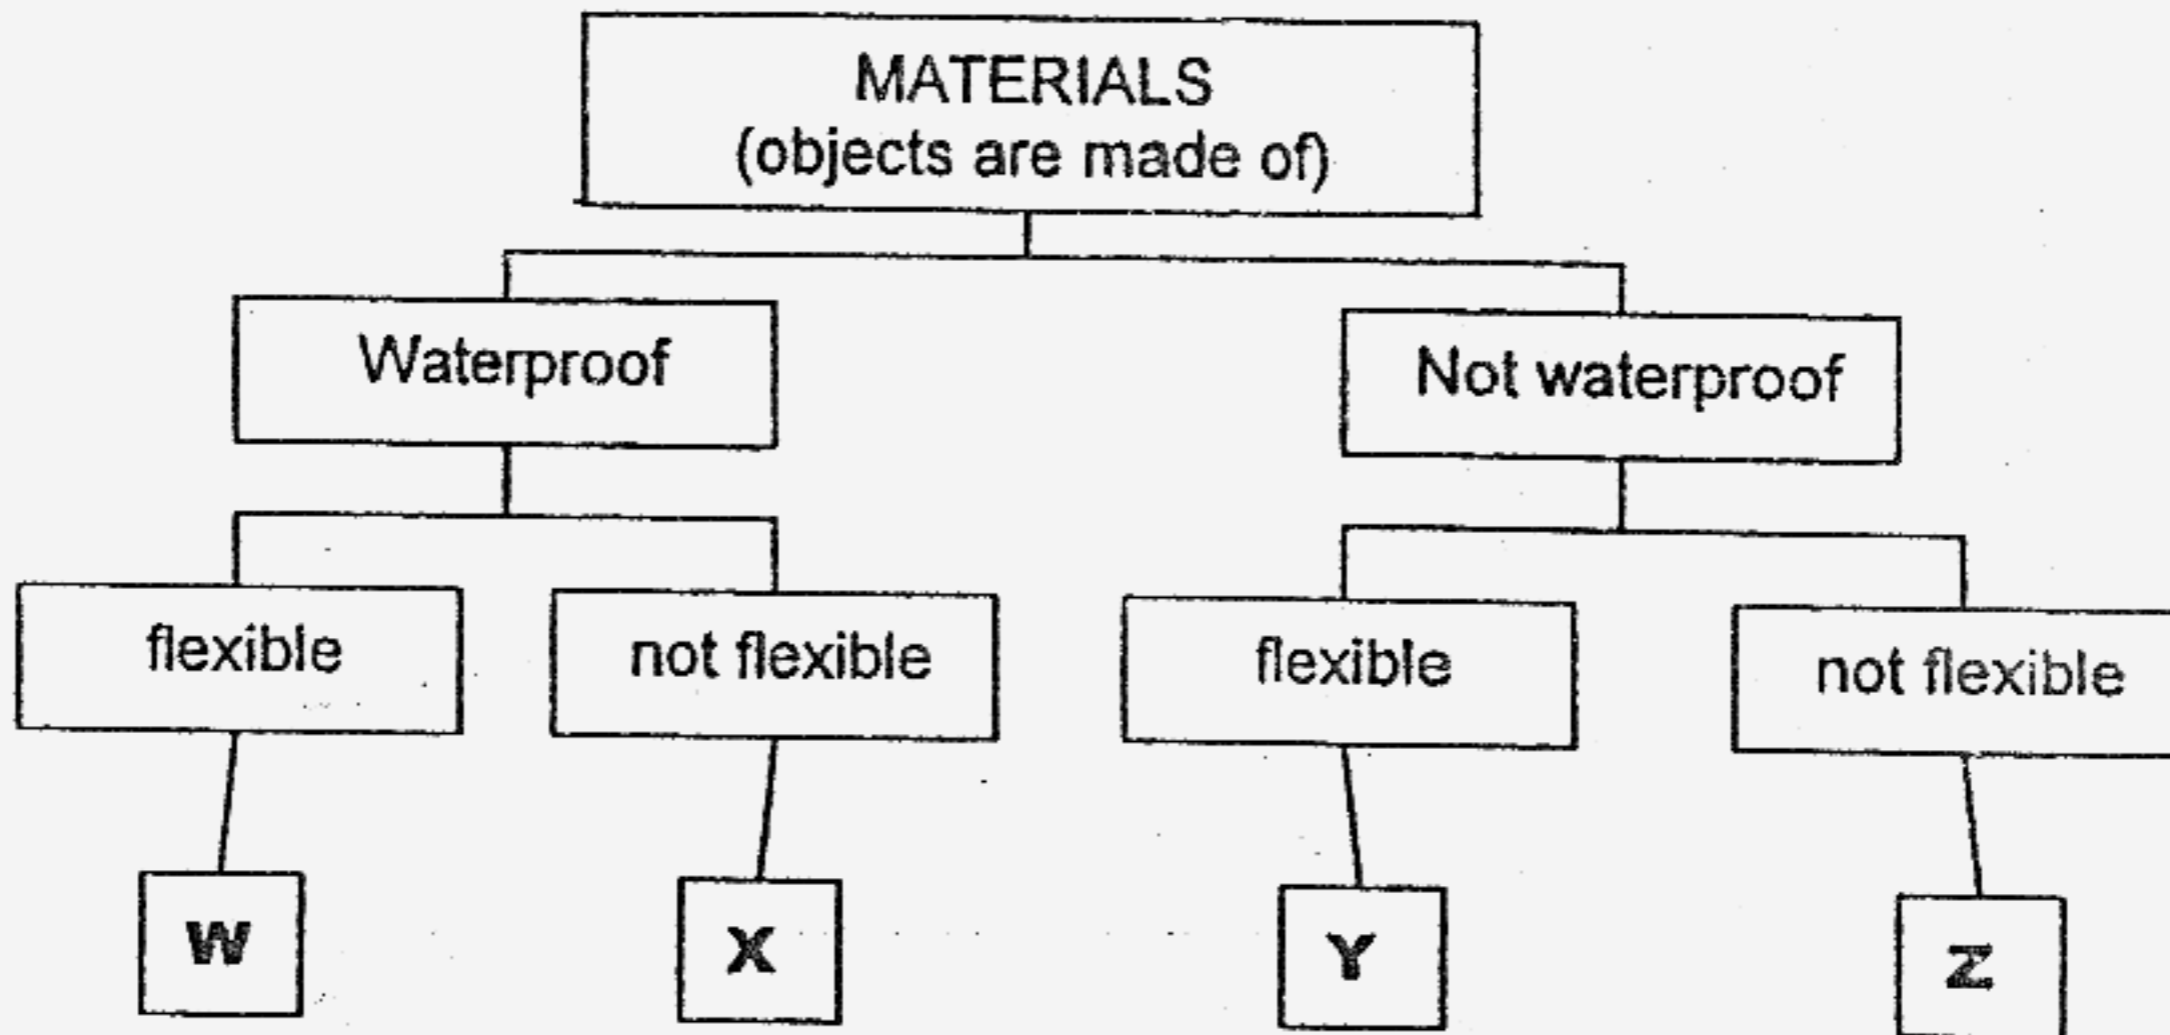 MATERIALS
(objects are made of)
Waterproof
Not waterproof
flexible
not flexible
flexible
not flexible
W
X
Y
Z